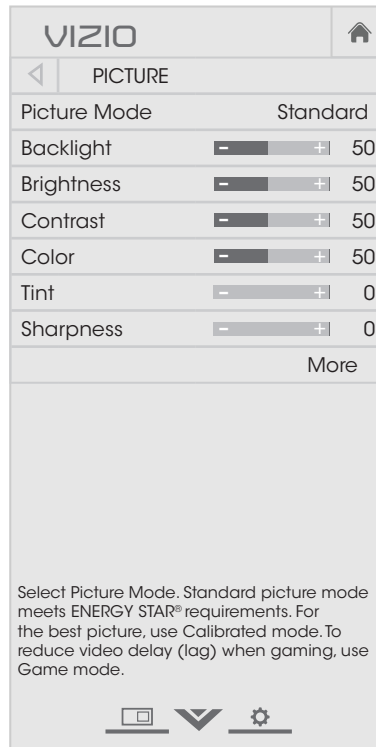 VIZIO
PICTURE
Picture Mode Standard
Backlight - + 50
Brightness - + 50
Contrast - + 50
Color - + 50
Tint - + 0
Sharpness - + 0
More
Select Picture Mode. Standard picture mode
meets ENERGY STAR® requirements. For
the best picture, use Calibrated mode. To
reduce video delay (lag) when gaming, use
Game mode.